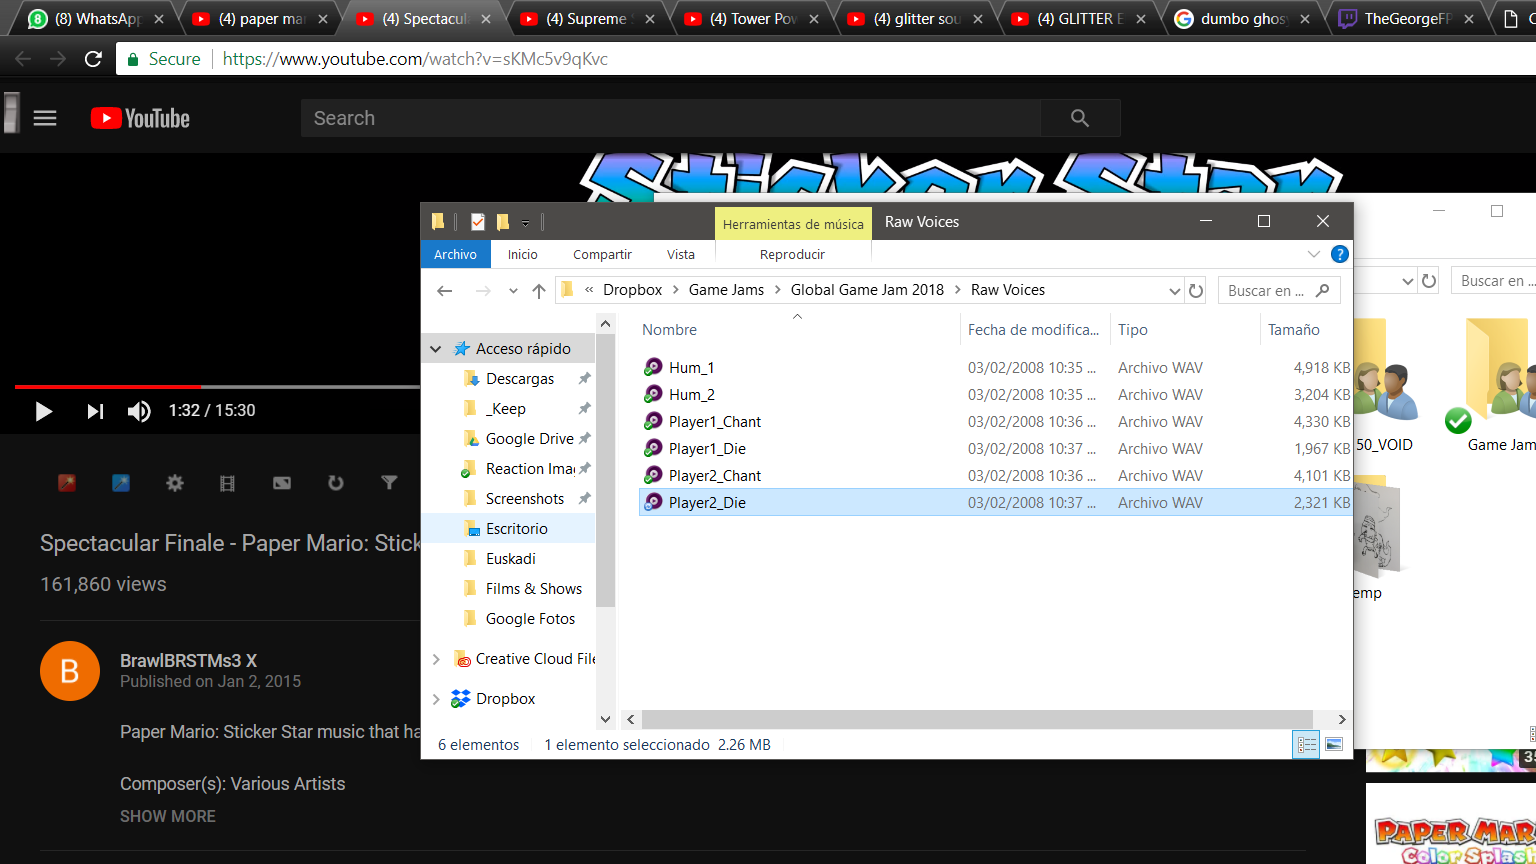 (8) WhatsApp
(4) paper mar
(4) Spectacula
(4) Supreme S
(4) Tower Pow
(4) glitter sou
(4) GLITTER E
dumbo ghos
TheGeorgeFP
Secure
https://www.youtube.com/watch?v=sKMc5v9qKvc
YouTube
Search
Sticker Star
1:32 / 15:30
Spectacular Finale - Paper Mario: Stick
161,860 views
B
BrawlBRSTMs3 X
Published on Jan 2, 2015
Paper Mario: Sticker Star music that ha
Composer(s): Various Artists
SHOW MORE
Herramientas de música
Raw Voices
Archivo
Inicio
Compartir
Vista
Reproducir
« Dropbox > Game Jams > Global Game Jam 2018 > Raw Voices
Buscar en ...
Acceso rápido
Descargas
_Keep
Google Drive
Reaction Imag
Screenshots
Escritorio
Euskadi
Films & Shows
Google Fotos
Creative Cloud File
Dropbox
Nombre Fecha de modifica... Tipo Tamaño
Hum_1 03/02/2008 10:35 ... Archivo WAV 4,918 KB
Hum_2 03/02/2008 10:35 ... Archivo WAV 3,204 KB
Player1_Chant 03/02/2008 10:36 ... Archivo WAV 4,330 KB
Player1_Die 03/02/2008 10:37 ... Archivo WAV 1,967 KB
Player2_Chant 03/02/2008 10:36 ... Archivo WAV 4,101 KB
Player2_Die 03/02/2008 10:37 ... Archivo WAV 2,321 KB
6 elementos 1 elemento seleccionado 2.26 MB
Buscar en ...
50_VOID
Game Jam
emp
35
PAPER MAR
Color Splash